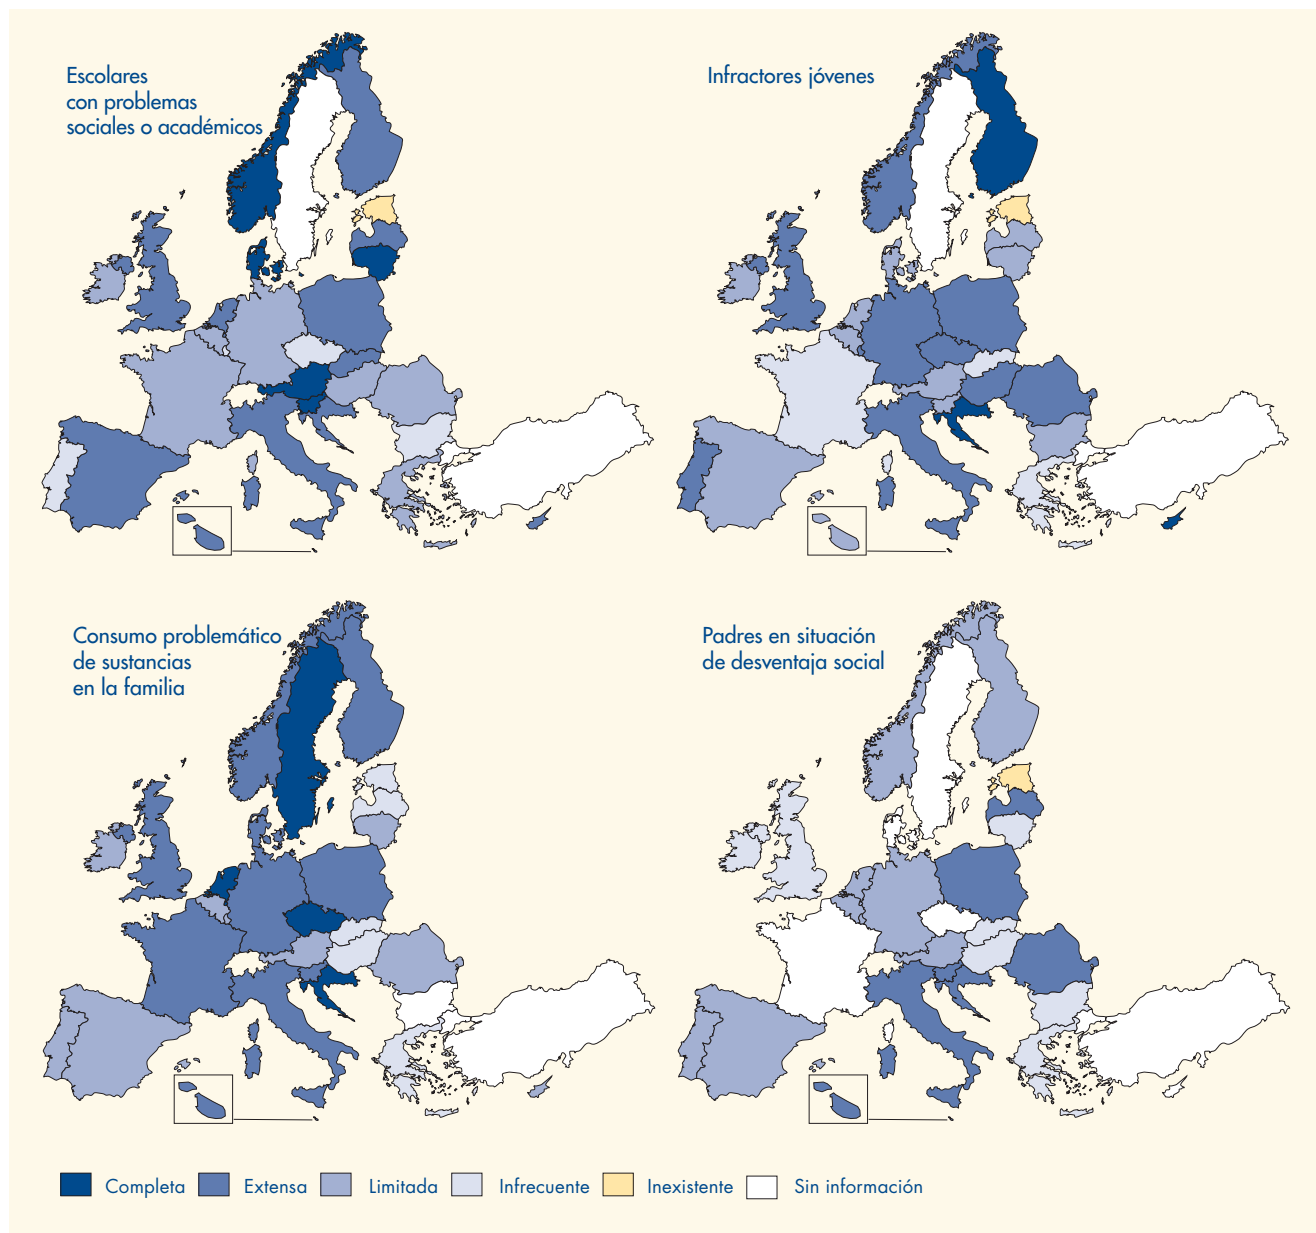 Escolares
con problemas
sociales o académicos
Infractores jóvenes
Consumo problemático
de sustancias
en la familia
Padres en situación
de desventaja social
Completa
Extensa
Limitada
Infrecuente
Inexistente
Sin información